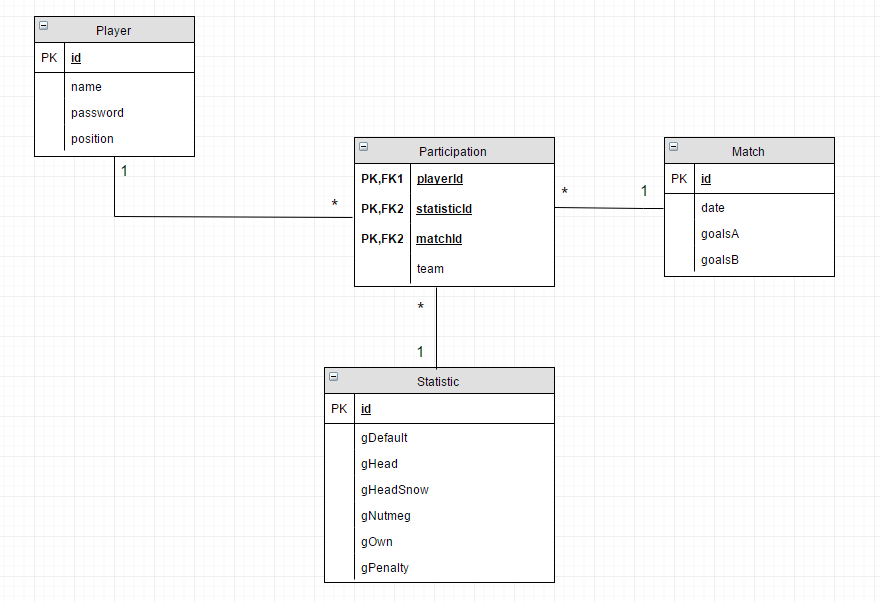 Player
PK id
name
password
position
1
*
Participation
PK,FK1 playerId
PK,FK2 statisticId
PK,FK2 matchId
team
*
1
Match
PK id
date
goalsA
goalsB
*
1
Statistic
PK id
gDefault
gHead
gHeadSnow
gNutmeg
gOwn
gPenalty